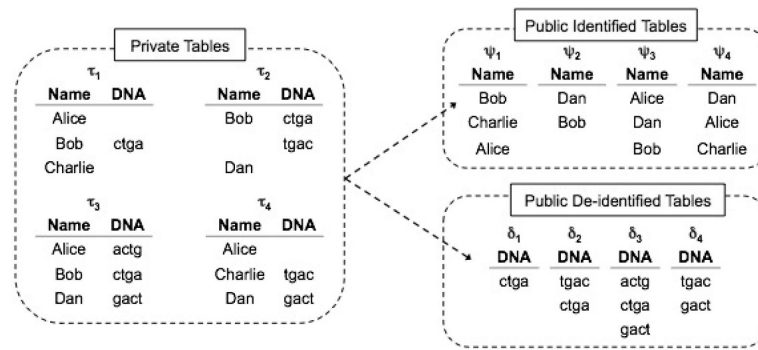 Private Tables
τ1 τ2
Name DNA Name DNA
Alice Bob ctga
Bob ctga tgac
Charlie Dan
τ3 τ4
Name DNA Name DNA
Alice actg Alice
Bob ctga Charlie tgac
Dan gact Dan gact
Public Identified Tables
ψ1 ψ2 ψ3 ψ4
Name Name Name Name
Bob Dan Alice Dan
Charlie Bob Dan Alice
Alice Bob Charlie
Public De-identified Tables
δ1 δ2 δ3 δ4
DNA DNA DNA DNA
ctga tgac actg tgac
ctga ctga gact
gact